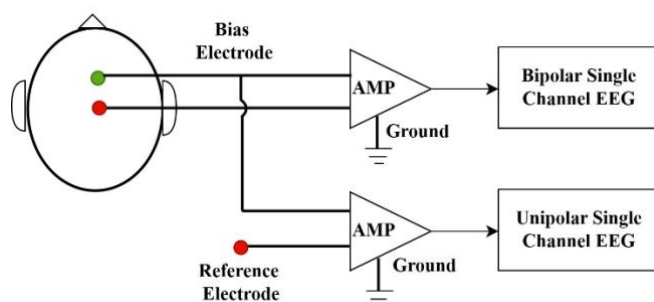 Bias
Electrode
AMP
Ground
Bipolar Single
Channel EEG
AMP
Ground
Unipolar Single
Channel EEG
Reference
Electrode